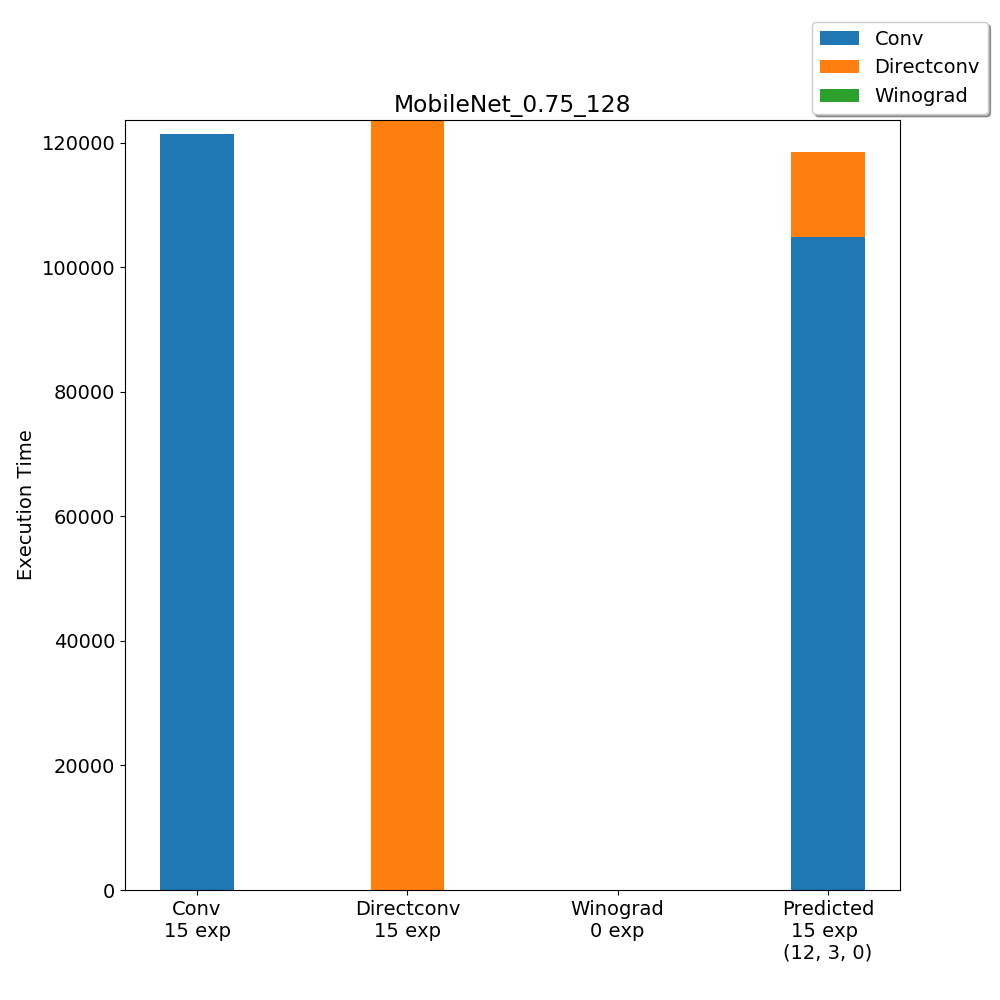 Conv
Directconv
Winograd
MobileNet_0.75_128
Execution Time
120000
100000
80000
60000
40000
20000
0
Conv
15 exp
Directconv
15 exp
Winograd
0 exp
Predicted
15 exp
(12, 3, 0)